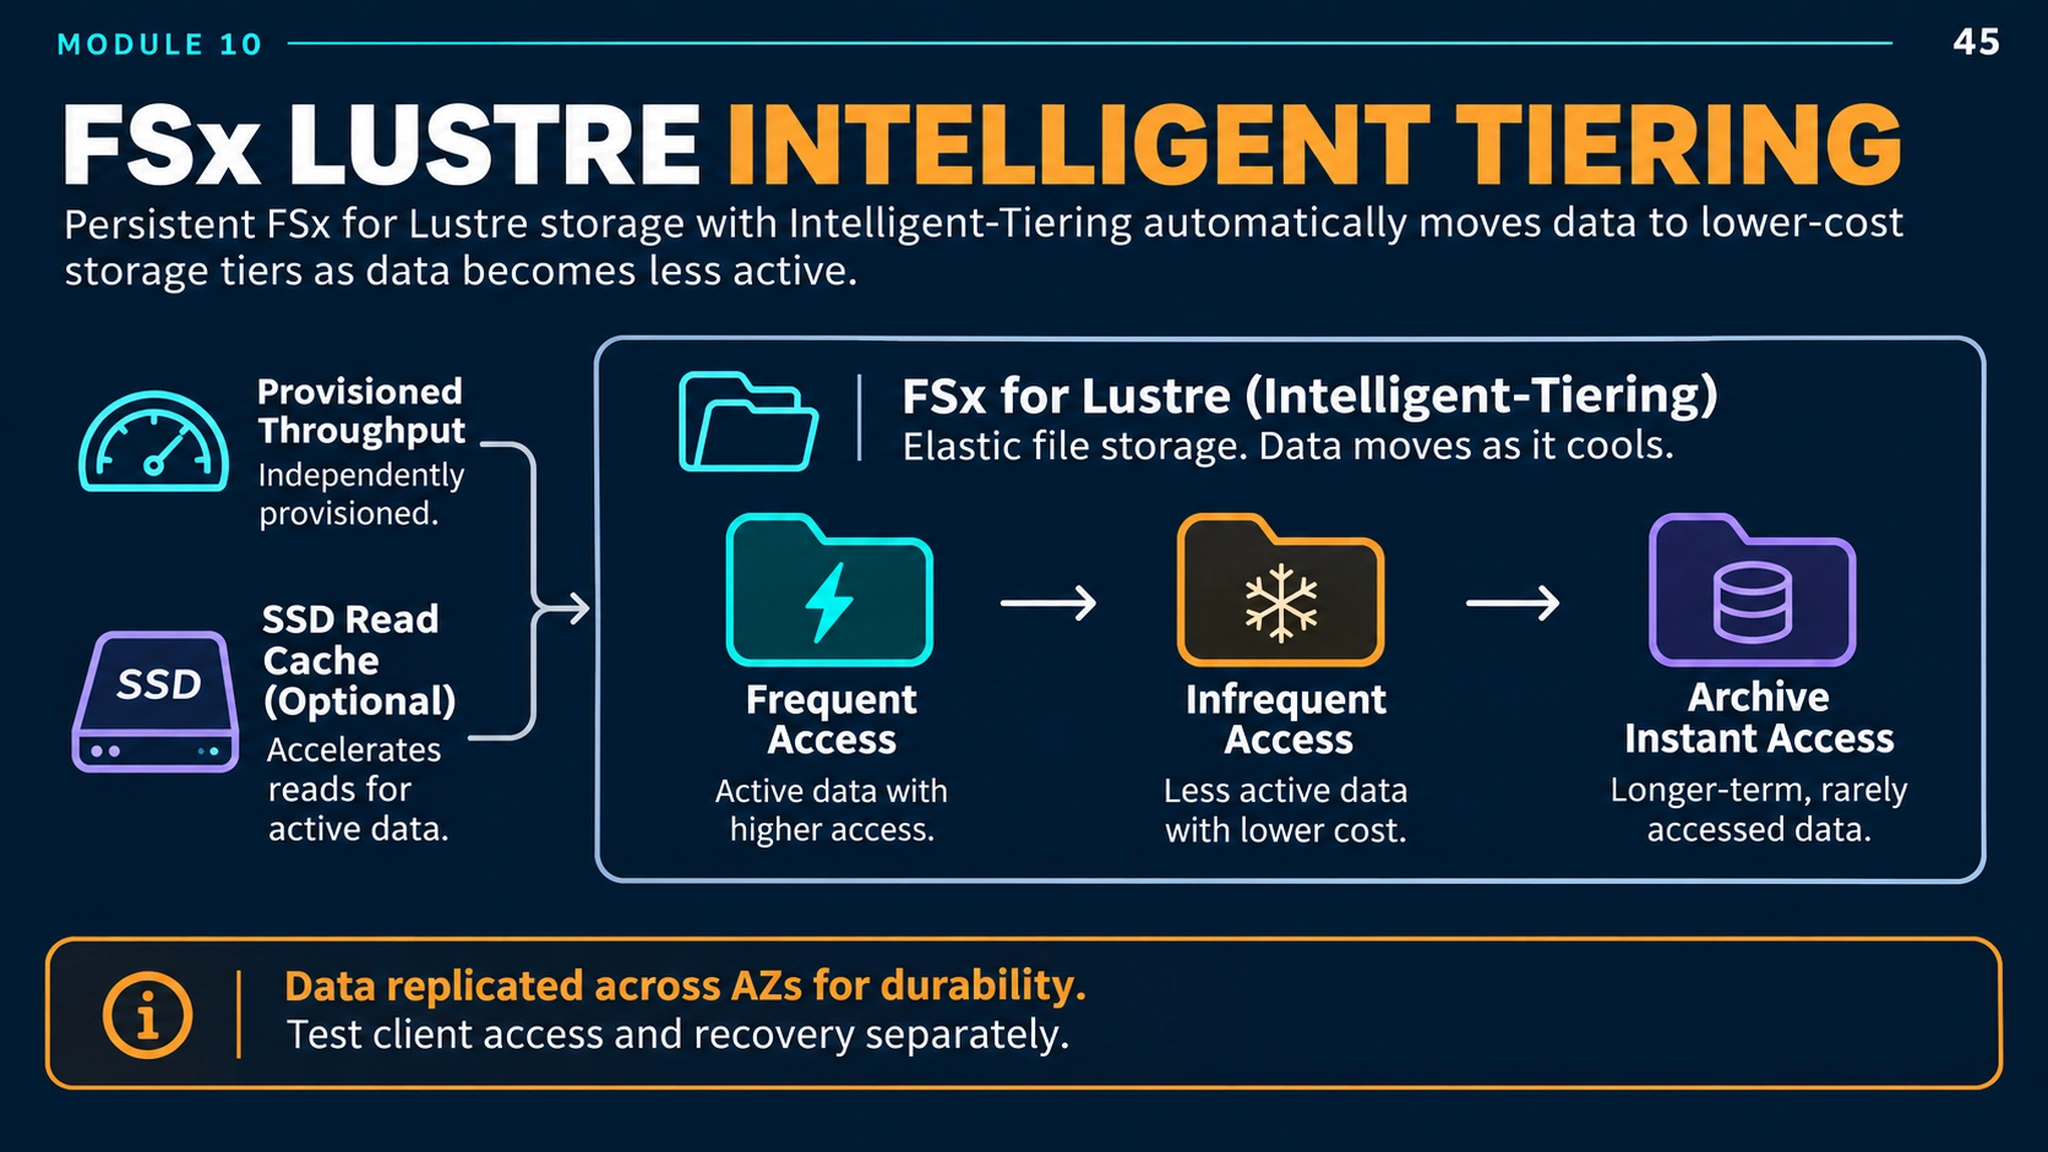 MODULE 10
45
FSx LUSTRE INTELLIGENT TIERING
Persistent FSx for Lustre storage with Intelligent-Tiering automatically moves data to lower-cost
storage tiers as data becomes less active.
Provisioned
Throughput
Independently
provisioned.
SSD
SSD Read
Cache
(Optional)
Accelerates
reads for
active data.
FSx for Lustre (Intelligent-Tiering)
Elastic file storage. Data moves as it cools.
Frequent
Access
Active data with
higher access.
Infrequent
Access
Less active data
with lower cost.
Archive
Instant Access
Longer-term, rarely
accessed data.
Data replicated across AZs for durability.
Test client access and recovery separately.